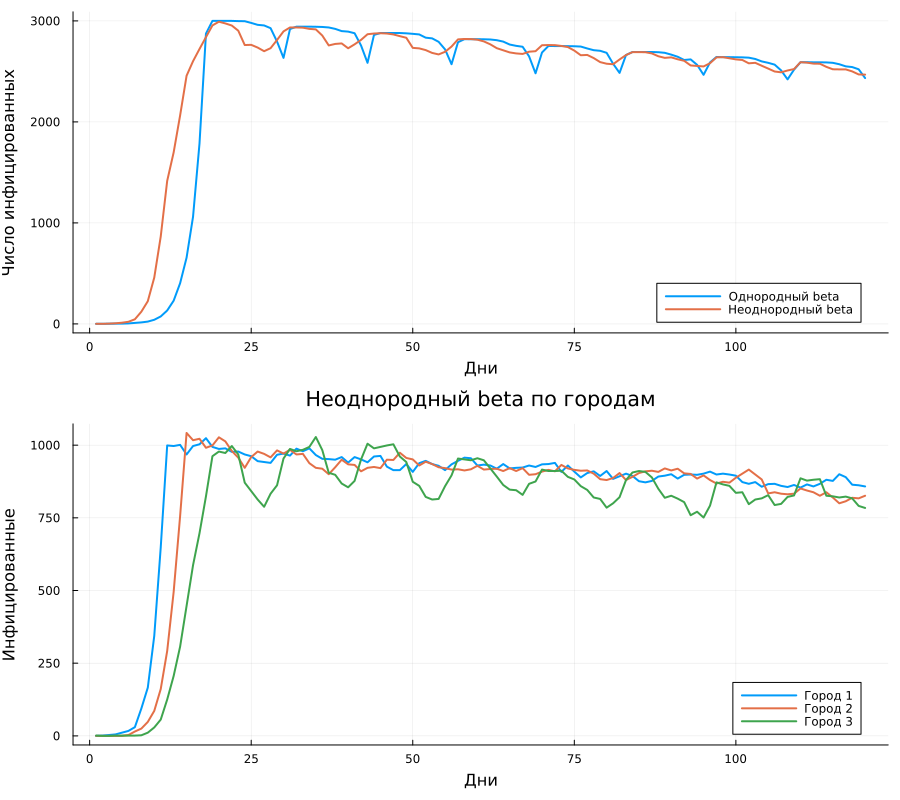 3000
2000
1000
0
Число инфицированных
Однородный beta
Неоднородный beta
0 25 50 75 100
Дни
Неоднородный beta по городам
1000
750
500
250
0
Инфицированные
Город 1
Город 2
Город 3
0 25 50 75 100
Дни